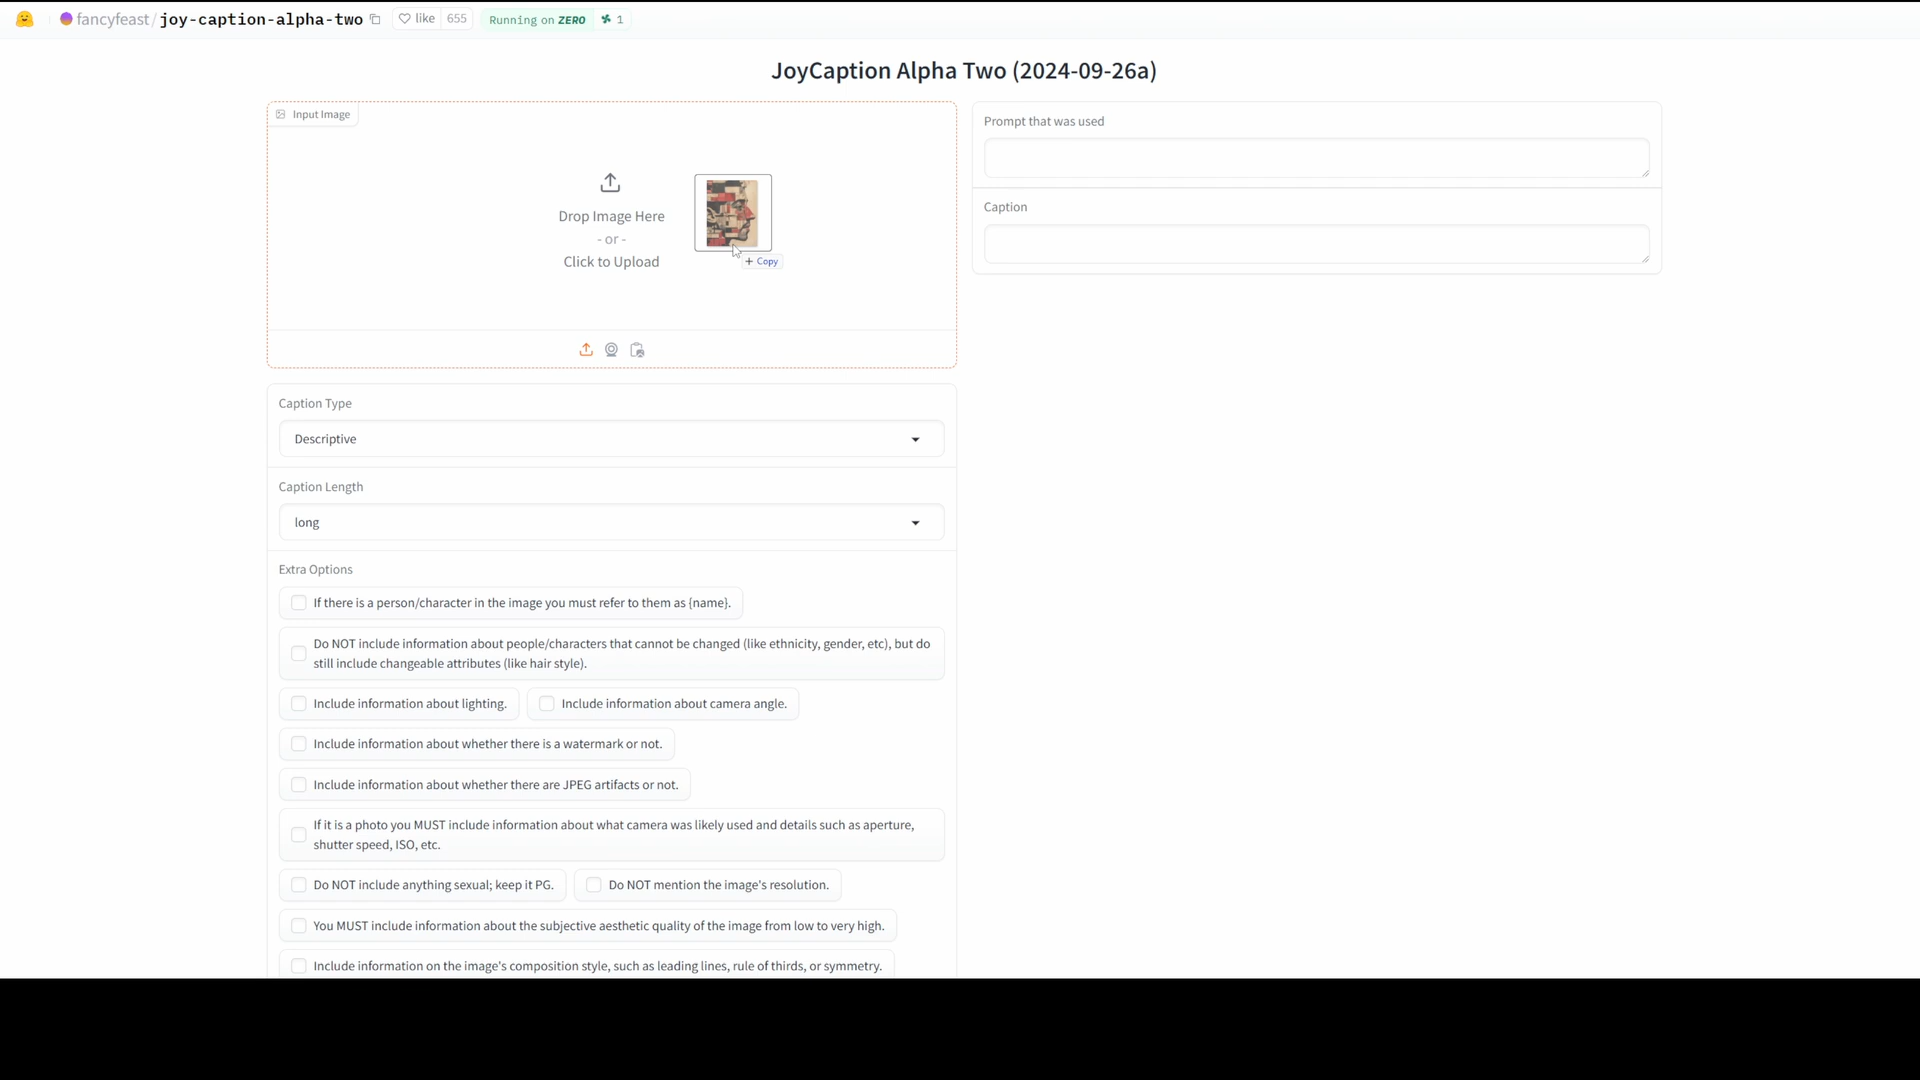 fancyfeast/joy-caption-alpha-two like 655 Running on ZERO 1
JoyCaption Alpha Two (2024-09-26a)
Input Image
Drop Image Here
- or -
Click to Upload
+ Copy
Prompt that was used
Caption
Caption Type
Descriptive
Caption Length
long
Extra Options
If there is a person/character in the image you must refer to them as {name}.
Do NOT include information about people/characters that cannot be changed (like ethnicity, gender, etc), but do
still include changeable attributes (like hair style).
Include information about lighting. Include information about camera angle.
Include information about whether there is a watermark or not.
Include information about whether there are JPEG artifacts or not.
If it is a photo you MUST include information about what camera was likely used and details such as aperture,
shutter speed, ISO, etc.
Do NOT include anything sexual; keep it PG. Do NOT mention the image's resolution.
You MUST include information about the subjective aesthetic quality of the image from low to very high.
Include information on the image's composition style, such as leading lines, rule of thirds, or symmetry.